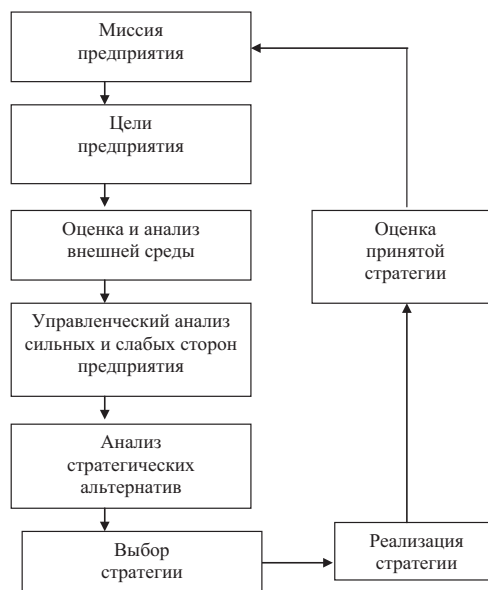 Миссия
предприятия
Цели
предприятия
Оценка и анализ
внешней среды
Оценка
принятой
стратегии
Управленческий анализ
сильных и слабых сторон
предприятия
Анализ
стратегических
альтернатив
Выбор
стратегии
Реализация
стратегии